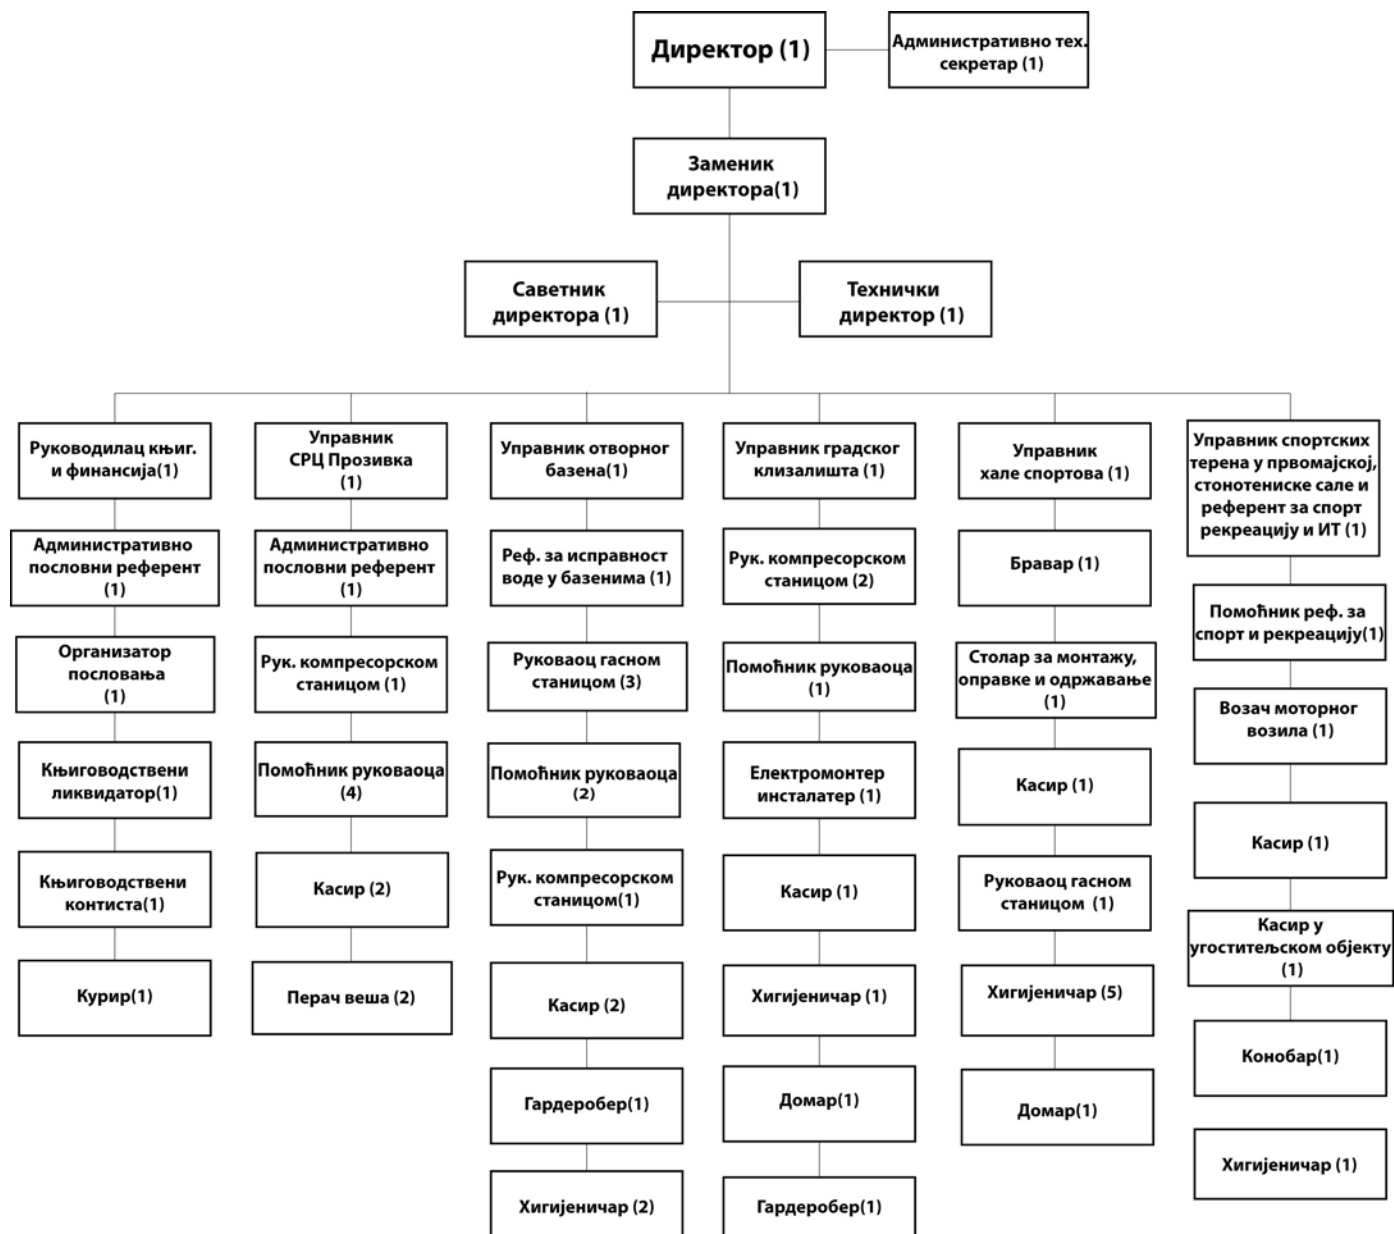 Директор (1)
Административно тех.
секретар (1)
Заменик
директора(1)
Саветник
директора (1)
Технички
директор (1)
Руководилац књиг.
и финансија(1)
Административно
пословни референт
(1)
Организатор
пословања
(1)
Књиговодствени
ликвидатор(1)
Књиговодствени
контиста(1)
Курир(1)
Управник
СРЦ Прозивка
(1)
Административно
пословни референт
(1)
Рук. компресорском
станицом (1)
Помоћник руковаоца
(4)
Касир (2)
Перач веша (2)
Управник отворног
базена(1)
Реф. за исправност
воде у базенима (1)
Руковаоц гасном
станицом (3)
Помоћник руковаоца
(2)
Рук. компресорском
станицом(1)
Касир (2)
Гардеробер(1)
Хигијеничар (2)
Управник градског
клизалишта (1)
Рук. компресорском
станицом (2)
Помоћник руковаоца
(1)
Електромонтер
инсталатер (1)
Касир (1)
Хигијеничар (1)
Домар(1)
Гардеробер(1)
Управник
хале спортова (1)
Бравар (1)
Столар за монтажу,
оправке и одржавање
(1)
Касир (1)
Руковаоц гасном
станицом (1)
Хигијеничар (5)
Домар(1)
Управник спортских
терена у првомајској,
стонотениске сале и
референт за спорт
рекреацију и ИТ (1)
Помоћник реф. за
спорт и рекреацију(1)
Возач моторног
возила (1)
Касир (1)
Касир у
угоститељском објекту
(1)
Конобар(1)
Хигијеничар (1)